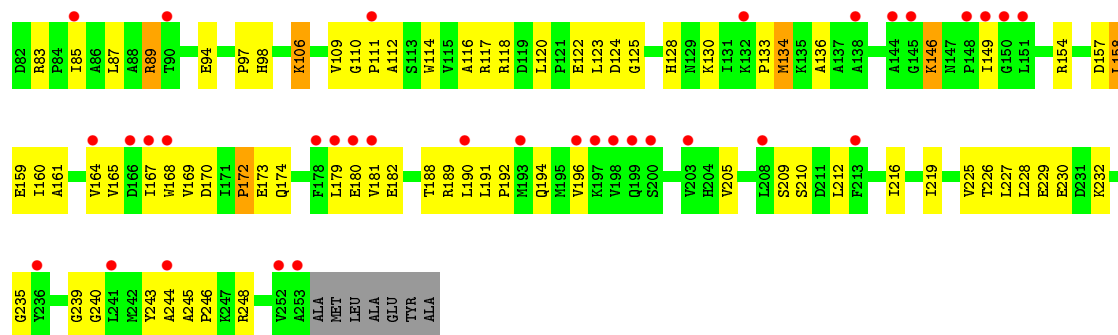 D82 R83 P84 I85 A86 L87 A88 R89 T90 E94 P97 H98 K106 V109 G110 P111 A112 S113 W114 V115 A116 R117 R118 D119 L120 P121 E122 L123 D124 G125 H128 N129 K130 I131 K132 P133 M134 K135 A136 A137 A138 A144 G145 K146 N147 P148 I149 G150 L151 R154 D157 L158
E159 I160 A161 V164 V165 D166 I167 W168 V169 D170 I171 P172 E173 Q174 F178 L179 E180 V181 E182 T188 R189 L190 L191 P192 M193 Q194 M195 V196 K197 V198 Q199 S200 V203 H204 V205 L208 S209 S210 D211 L212 F213 I216 I219 V225 T226 L227 L228 E229 E230 D231 K232
G235 Y236 G239 G240 L241 M242 Y243 A244 A245 P246 K247 R248 V252 A253 ALA MET LEU ALA GLU TYR ALA